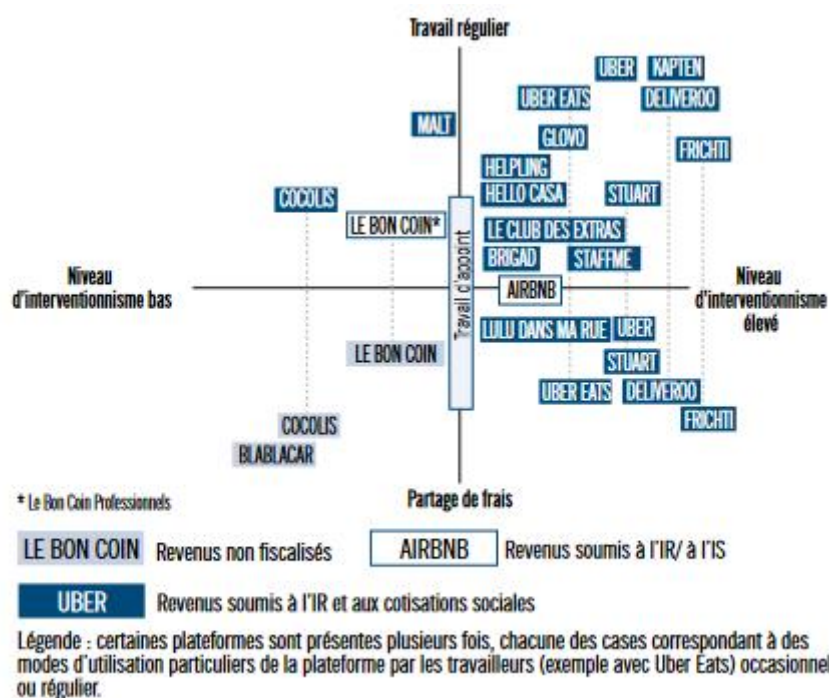 Travail régulier
UBER KAPTEN
UBER EATS DELIVEROO
MALT
GLOVO
FRICHTI
HELPLING
COCOLIS HELLO CASA STUART
LE BON COIN*
LE CLUB DES EXTRAS
BRIGAD STAFFME
Travail d'appoint
Niveau
d'interventionnisme bas
AIRBNB
Niveau
d'interventionnisme
élevé
LULU DANS MA RUE UBER
LE BON COIN
STUART
UBER EATS DELIVEROO
FRICHTI
COCOLIS
BLABLACAR
* Le Bon Coin Professionnels
Partage de frais
LE BON COIN Revenus non fiscalisés
AIRBNB Revenus soumis à l'IR/ à l'IS
UBER Revenus soumis à l'IR et aux cotisations sociales
Légende : certaines plateformes sont présentes plusieurs fois, chacune des cases correspondant à des
modes d'utilisation particuliers de la plateforme par les travailleurs (exemple avec Uber Eats) occasionnel
ou régulier.